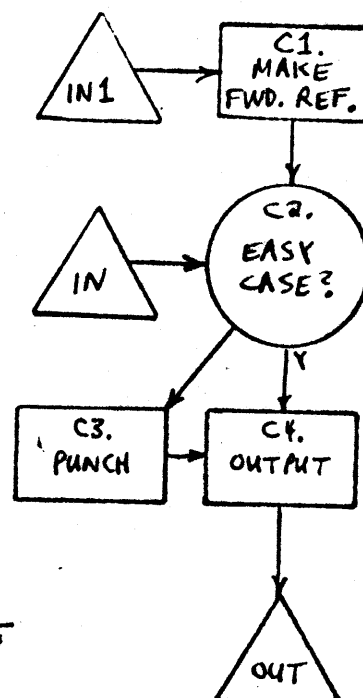 IN1
C1.
MAKE
FWD. REF.
C2.
EASY
CASE?
IN
Y
C3.
PUNCH
C4.
OUTPUT
OUT